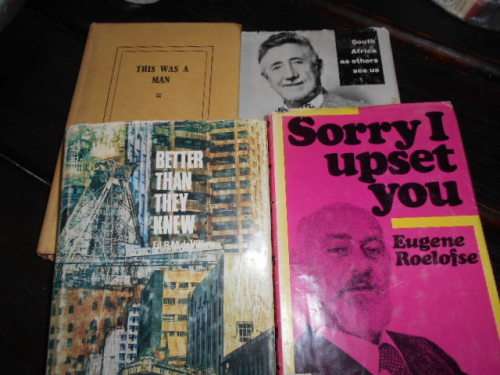 THIS WAS A
MAN
South
Africa
as others
see us
BETTER
THAN
THEY
KNEW
Sorry I
upset
you
Eugene
Roelofse